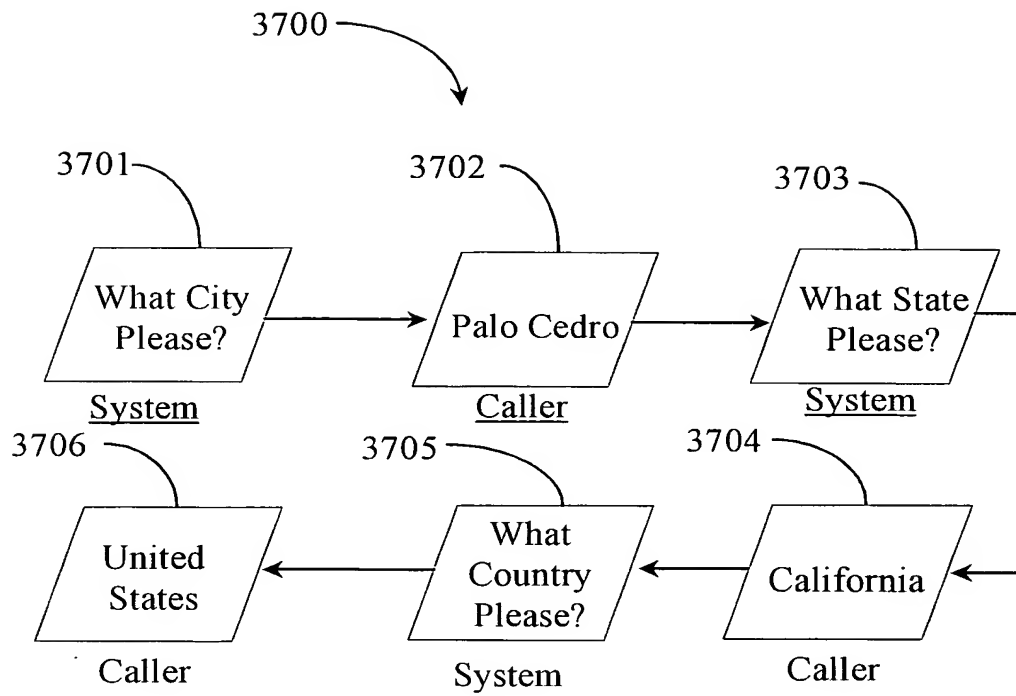 3700
3701
3702
3703
What City
Please?
Palo Cedro
What State
Please?
System
Caller
System
3706
3705
3704
United
States
What
Country
Please?
California
Caller
System
Caller